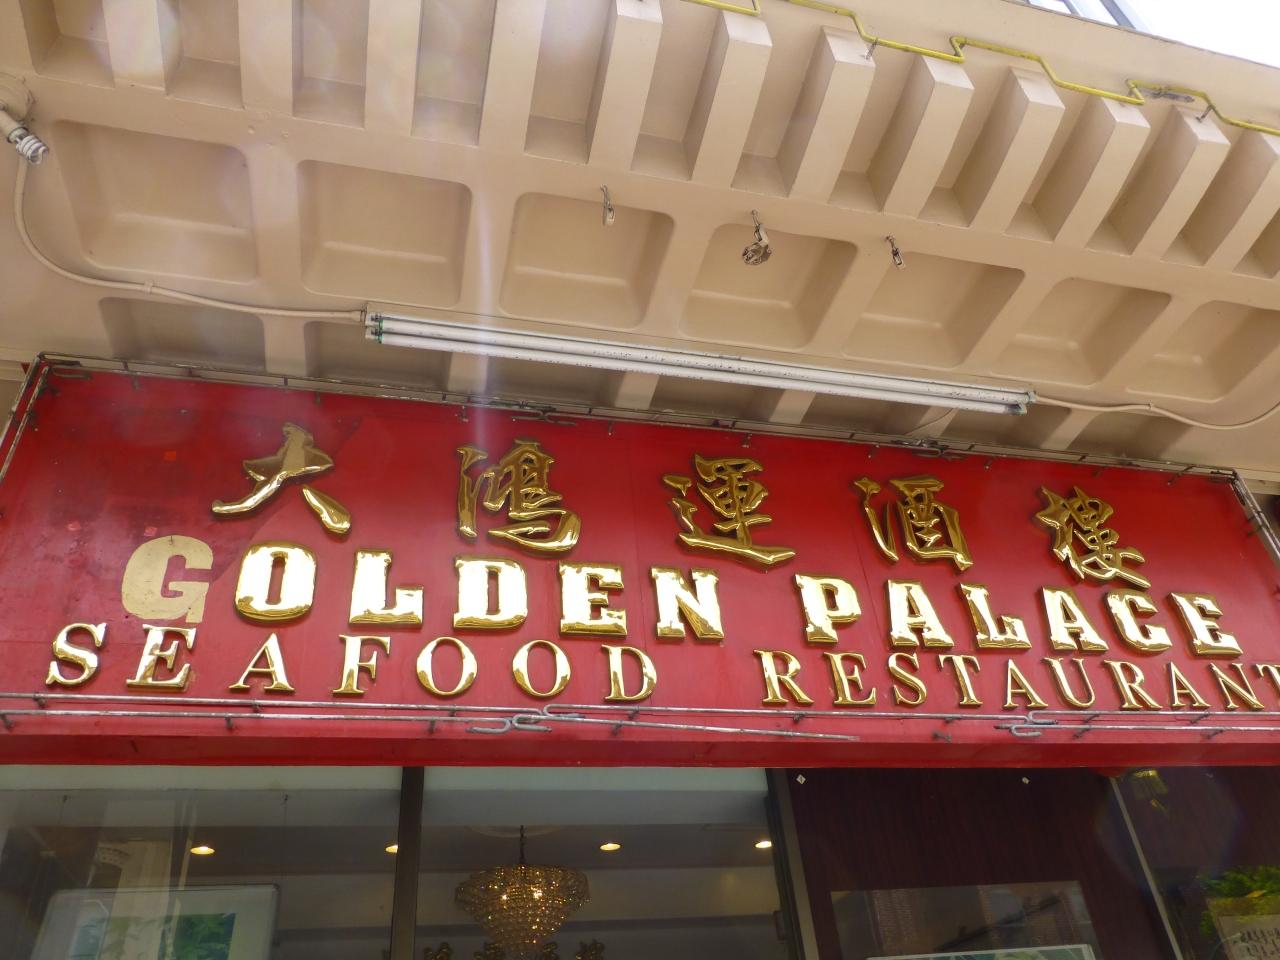 大鴻運酒樓
GOLDEN PALACE
SEAFOOD RESTAURANT